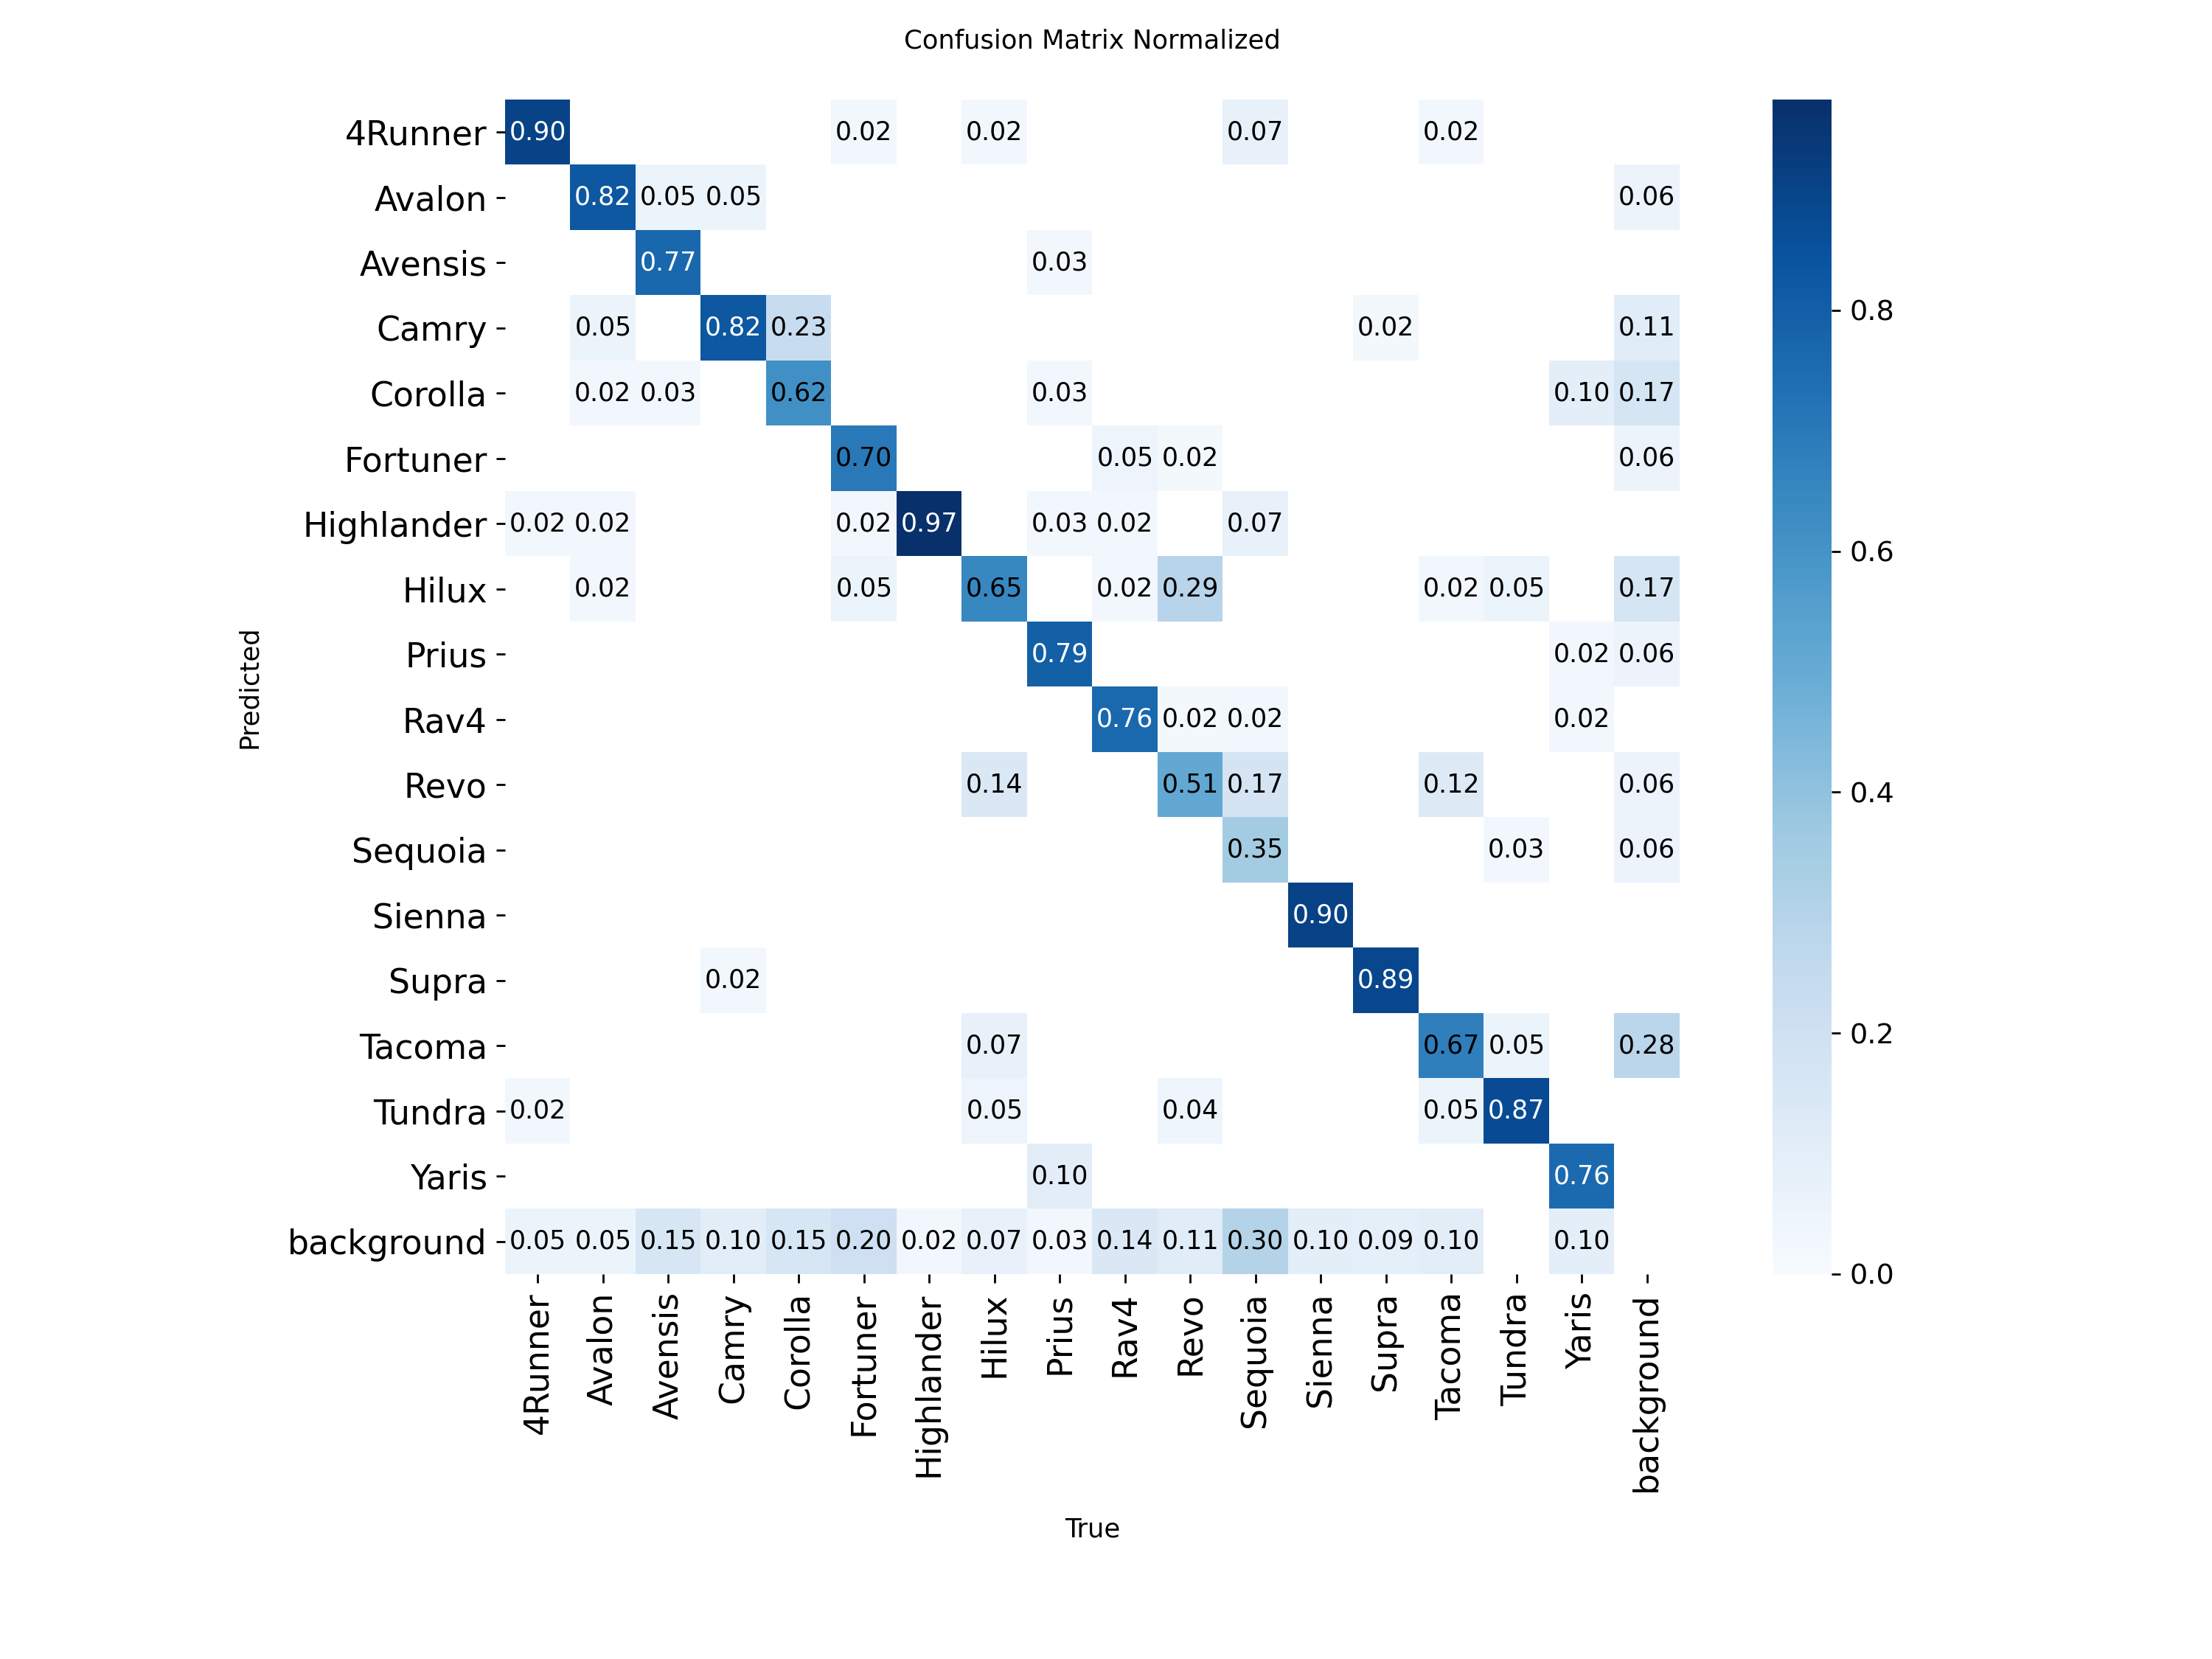 Confusion Matrix Normalized
4Runner 0.90 0.02 0.02 0.07 0.02
Avalon 0.82 0.05 0.05 0.06
Avensis 0.77 0.03
Camry 0.05 0.82 0.23 0.02 0.11 0.8
Corolla 0.02 0.03 0.62 0.03 0.10 0.17
Fortuner 0.70 0.05 0.02 0.06
Highlander 0.02 0.02 0.02 0.97 0.03 0.02 0.07 0.6
Hilux 0.02 0.05 0.65 0.02 0.29 0.02 0.05 0.17
Predicted
Prius 0.79 0.02 0.06
Rav4 0.76 0.02 0.02 0.02
Revo 0.14 0.51 0.17 0.12 0.06 0.4
Sequoia 0.35 0.03 0.06
Sienna 0.90
Supra 0.02 0.89
Tacoma 0.07 0.67 0.05 0.28 0.2
Tundra 0.02 0.05 0.04 0.05 0.87
Yaris 0.10 0.76
background 0.05 0.05 0.15 0.10 0.15 0.20 0.02 0.07 0.03 0.14 0.11 0.30 0.10 0.09 0.10 0.10 0.0
4Runner Avalon Avensis Camry Corolla Fortuner Highlander Hilux Prius Rav4 Revo Sequoia Sienna Supra Tacoma Tundra Yaris background
True